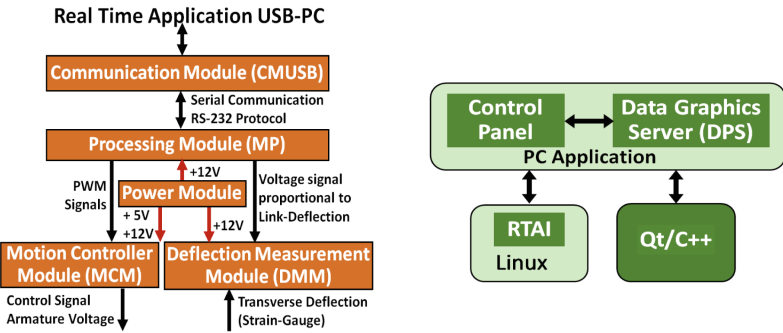 Real Time Application USB-PC
Communication Module (CMUSB)
Serial Communication
RS-232 Protocol
Processing Module (MP)
PWM
Signals
+12V
Power Module
Voltage signal
proportional to
Link-Deflection
+ 5V
+12V
+12V
Motion Controller
Module (MCM)
Deflection Measurement
Module (DMM)
Control Signal
Armature Voltage
Transverse Deflection
(Strain-Gauge)
Control
Panel
Data Graphics
Server (DPS)
PC Application
RTAI
Linux
Qt/C++